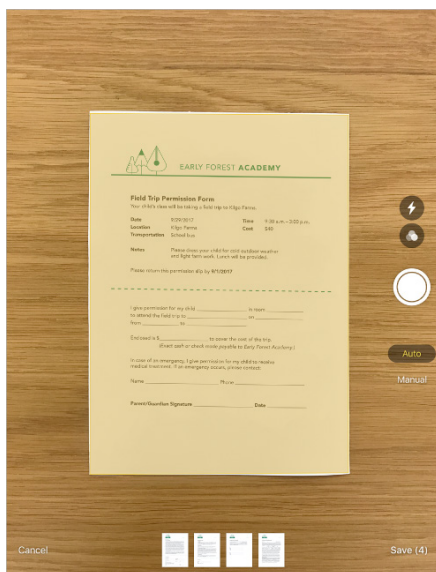 EARLY FOREST ACADEMY
Field Trip Permission Form
Your child's class will be taking a field trip to Kilgo Farms.
Date 9/29/2017 Time 9:30 a.m – 2:00 p.m.
Location Kilgo Farms Cost $40
Transportation School bus
Notes Please dress your child for cold outdoor weather
and light farm work. Lunch will be provided.
Please return this permission slip by 9/1/2017
I give permission for my child is room
to attend the field trip to on
from to
Enclosed is $ to cover the cost of the trip.
(Enclose cash or check made payable to Early Forest Academy.)
In case of an emergency, I give permission for my child to receive
medical treatment. If an emergency occurs, please contact:
Name Phone
Parent/Guardian Signature Date
Auto
Manual
Cancel
Save (4)